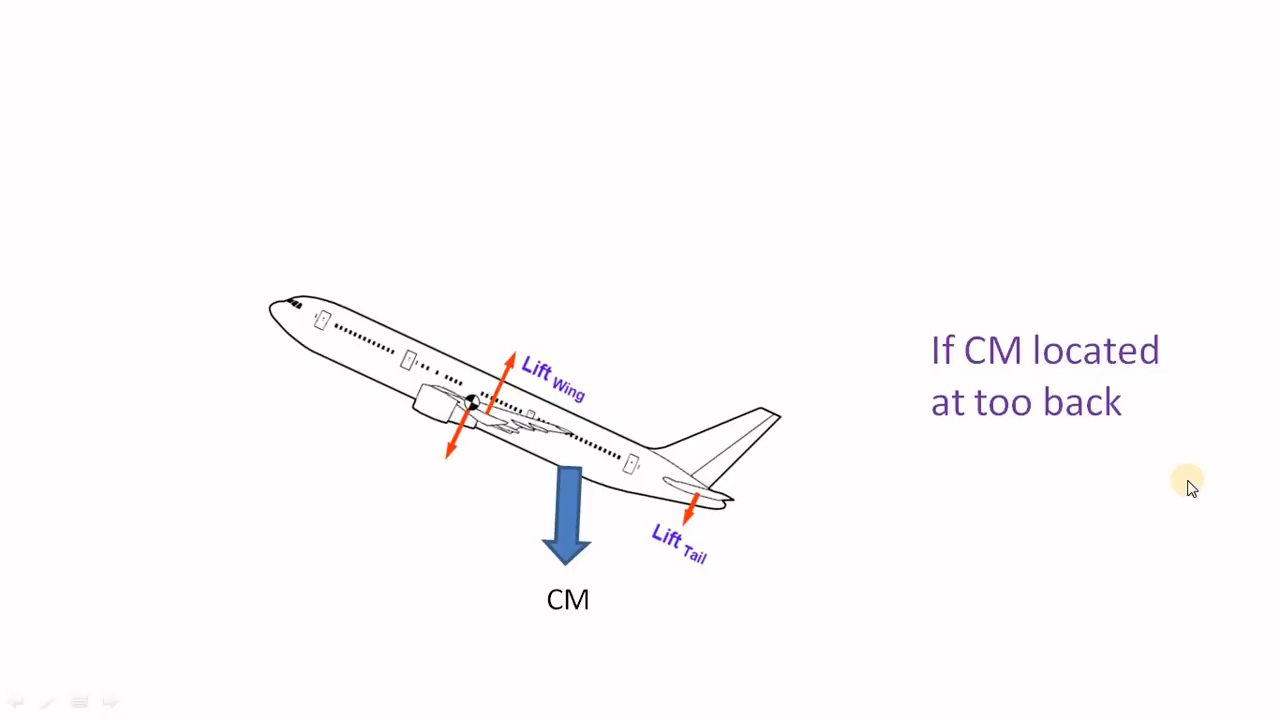 Lift Wing
If CM located
at too back
Lift Tail
CM